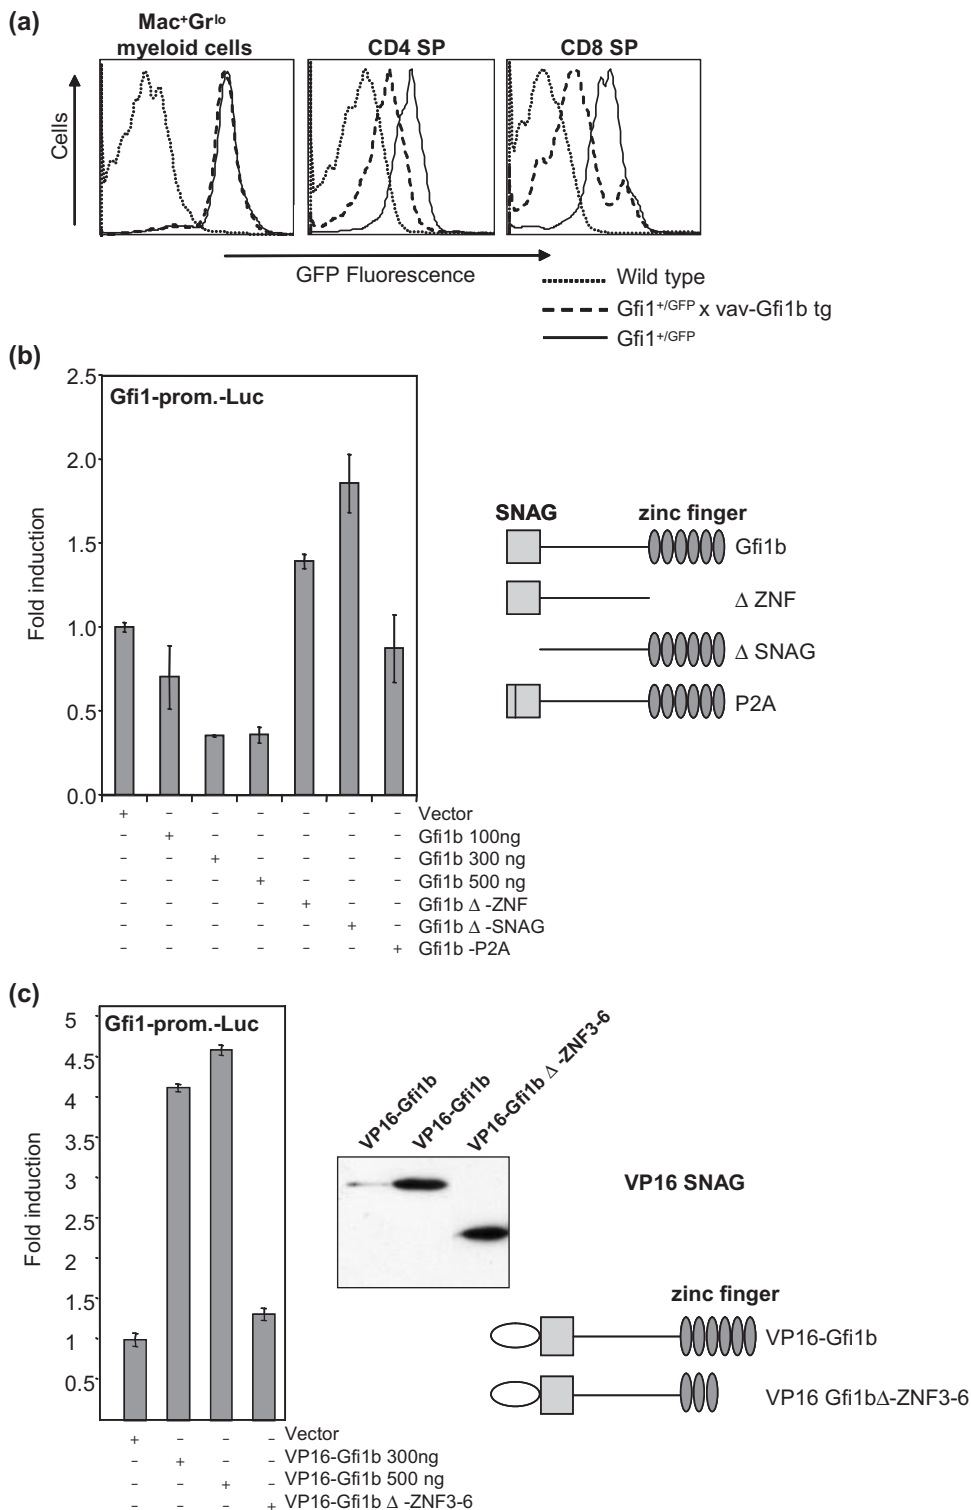 (a)
Mac⁺Grˡᵒ
myeloid cells
CD4 SP
CD8 SP
Cells
GFP Fluorescence
Wild type
Gfi1⁺/ᴳᶠᴾ x vav-Gfi1b tg
Gfi1⁺/ᴳᶠᴾ
(b)
Gfi1-prom.-Luc
Fold induction
2.5
2.0
1.5
1.0
0.5
0.0
+ – – – – – – Vector
– + – – – – – Gfi1b 100ng
– – + – – – – Gfi1b 300 ng
– – – + – – – Gfi1b 500 ng
– – – – + – – Gfi1b Δ -ZNF
– – – – – + – Gfi1b Δ -SNAG
– – – – – – + Gfi1b -P2A
SNAG
zinc finger
Gfi1b
Δ ZNF
Δ SNAG
P2A
(c)
Gfi1-prom.-Luc
Fold induction
5
4.5
4
3.5
3
2.5
2
1.5
1
0.5
+ – – – Vector
– + – – VP16-Gfi1b 300ng
– – + – VP16-Gfi1b 500 ng
– – – + VP16-Gfi1b Δ -ZNF3-6
VP16-Gfi1b
VP16-Gfi1b
VP16-Gfi1b Δ -ZNF3-6
VP16 SNAG
zinc finger
VP16-Gfi1b
VP16 Gfi1bΔ-ZNF3-6